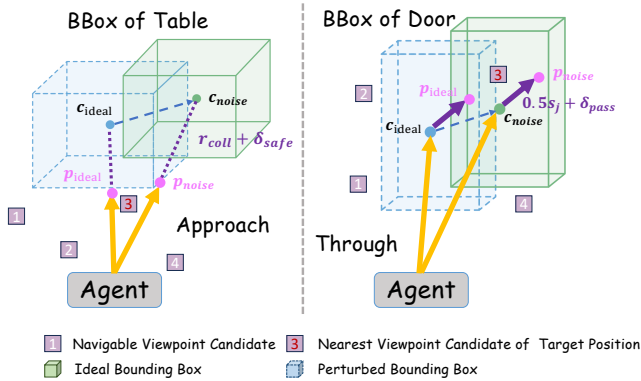 BBox of Table
c_ideal
c_noise
r_coll + δ_safe
p_ideal
p_noise
1
3
2
4
Approach
Agent
BBox of Door
3
2
p_ideal
p_noise
0.5s_j + δ_pass
c_ideal
c_noise
1
4
Through
Agent
1 Navigable Viewpoint Candidate
3 Nearest Viewpoint Candidate of Target Position
Ideal Bounding Box
Perturbed Bounding Box